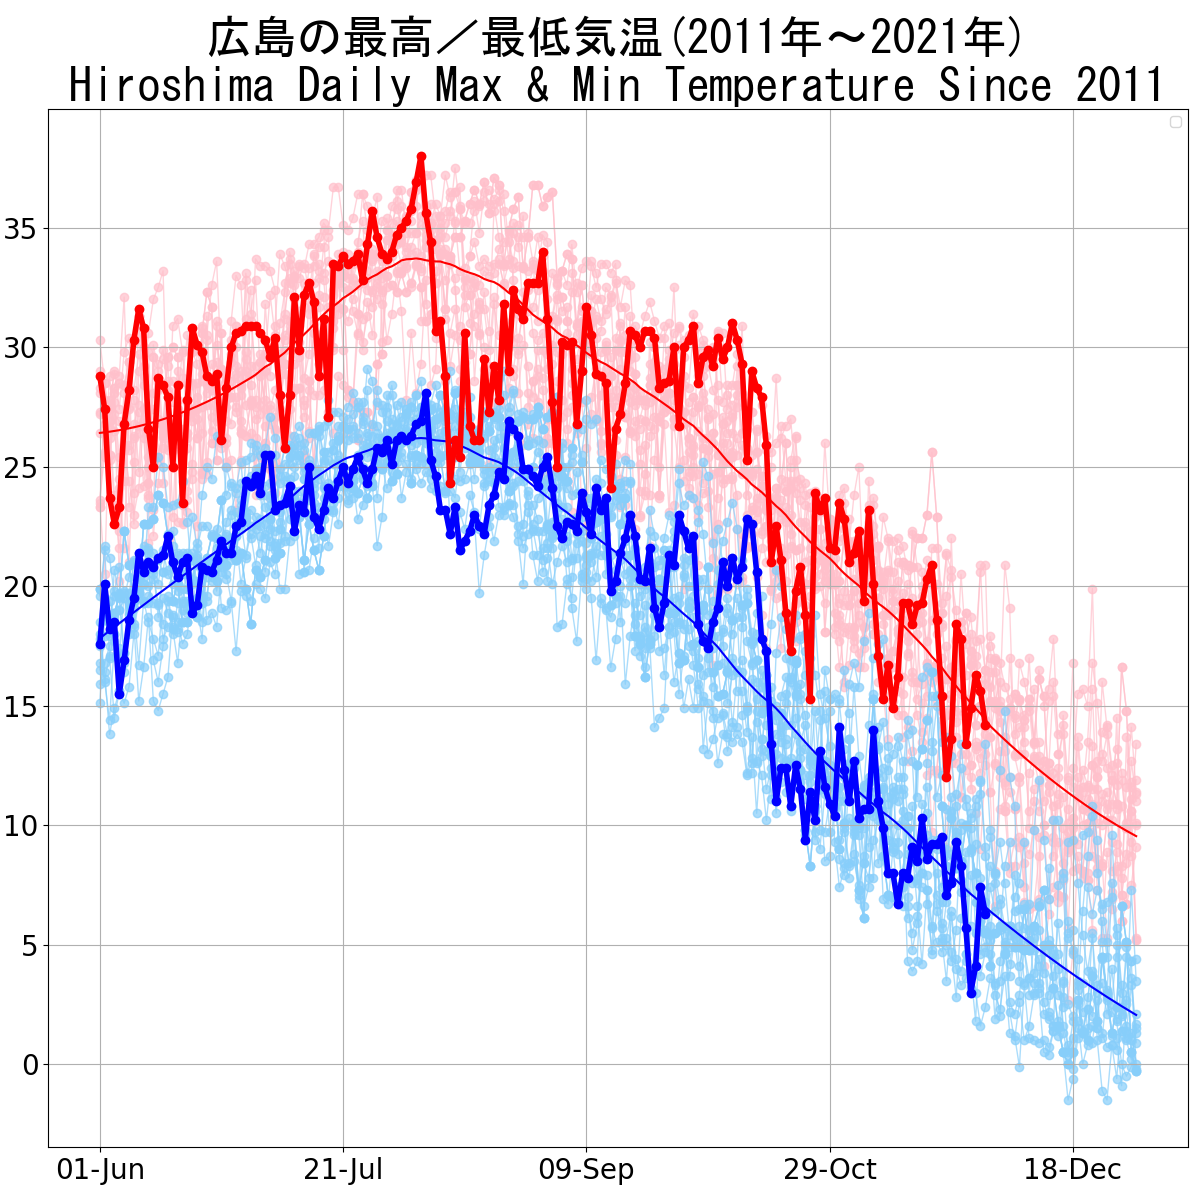 広島の最高／最低気温(2011年〜2021年)
Hiroshima Daily Max & Min Temperature Since 2011
35
30
25
20
15
10
5
0
01-Jun 21-Jul 09-Sep 29-Oct 18-Dec